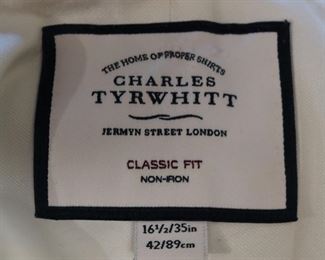 THE HOME OF PROPER SHIRTS
CHARLES
TYRWHITT
JERMYN STREET LONDON
CLASSIC FIT
NON-IRON
16½/35in
42/89cm